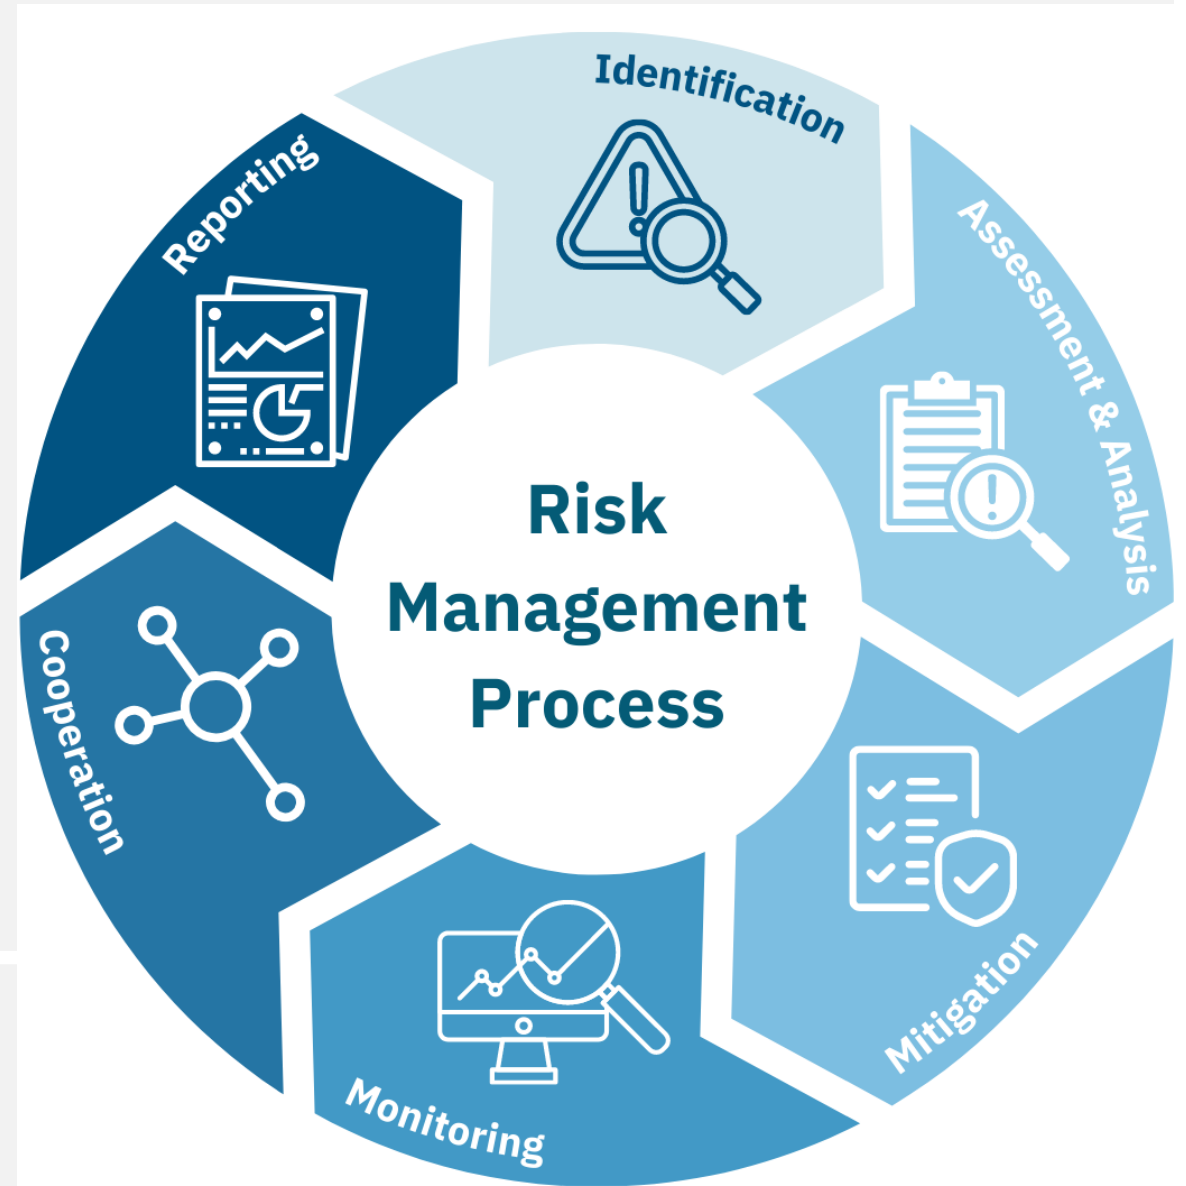 Identification
Assessment & Analysis
Mitigation
Monitoring
Cooperation
Reporting
Risk
Management
Process